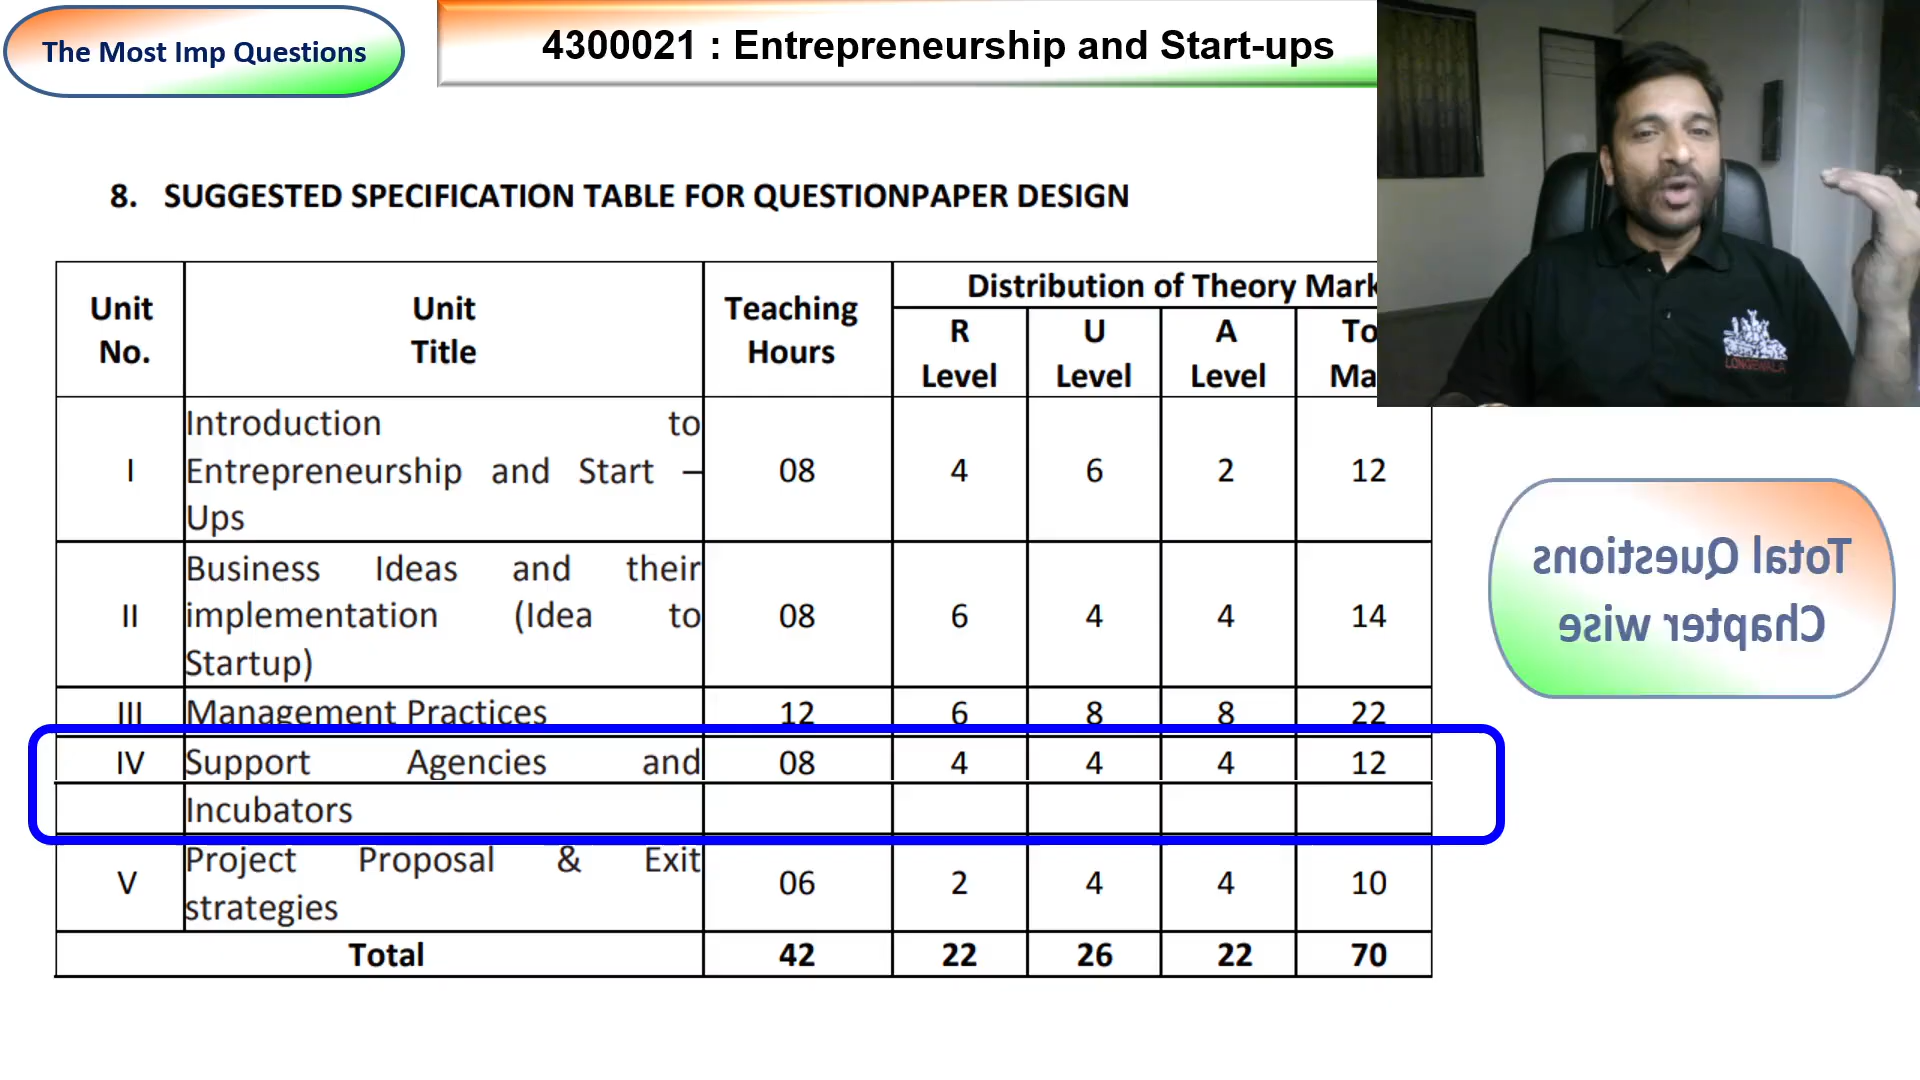 The Most Imp Questions
4300021 : Entrepreneurship and Start-ups
8. SUGGESTED SPECIFICATION TABLE FOR QUESTIONPAPER DESIGN
Unit No.
Unit Title
Teaching Hours
Distribution of Theory Mark
R Level
U Level
A Level
To
Ma
I
Introduction to
Entrepreneurship and Start –
Ups
08 4 6 2 12
II
Business Ideas and their
implementation (Idea to
Startup)
08 6 4 4 14
III Management Practices 12 6 8 8 22
IV Support Agencies and 08 4 4 4 12
Incubators
V
Project Proposal & Exit
strategies
06 2 4 4 10
Total 42 22 26 22 70
Total Questions
Chapter wise
LONGEWALA